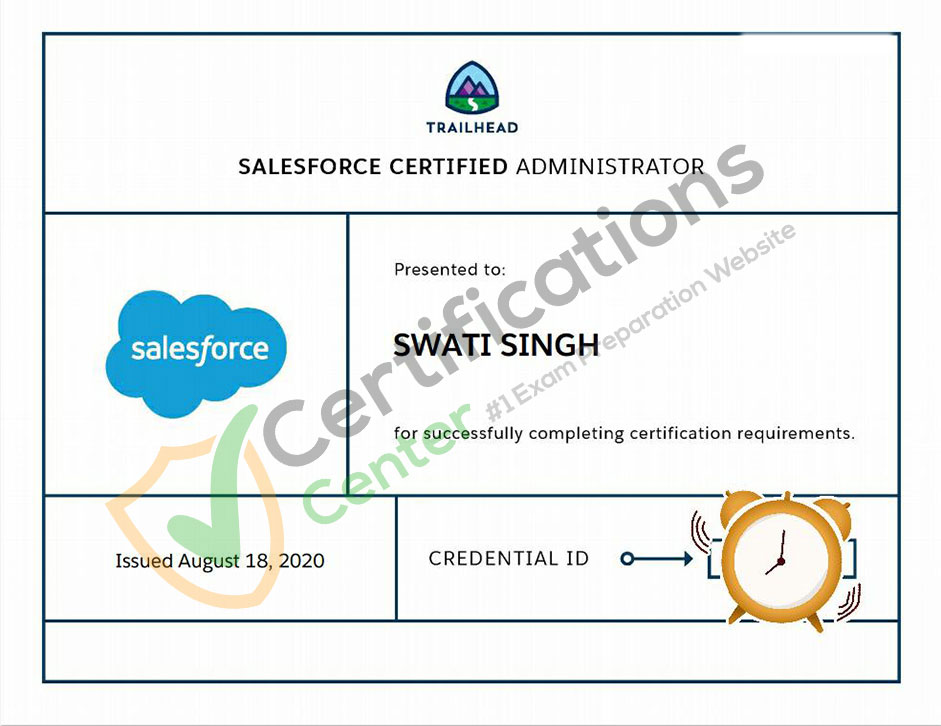 TRAILHEAD
SALESFORCE CERTIFIED ADMINISTRATOR
salesforce
Presented to:
SWATI SINGH
for successfully completing certification requirements.
Issued August 18, 2020
CREDENTIAL ID
Certifications
Center #1 Exam Preparation Website